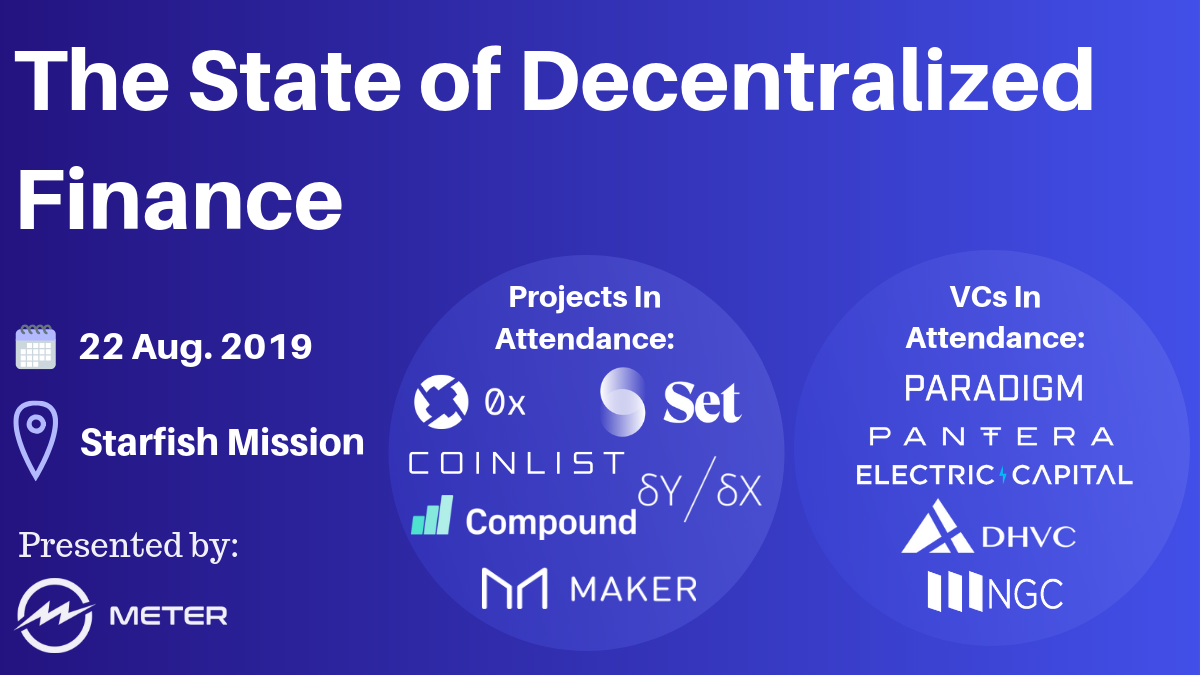 The State of Decentralized
Finance
22 Aug. 2019
Starfish Mission
Presented by:
METER
Projects In
Attendance:
0x
Set
COINLIST
δY/δX
Compound
MAKER
VCs In
Attendance:
PARADIGM
PANTERA
ELECTRIC CAPITAL
DHVC
NGC